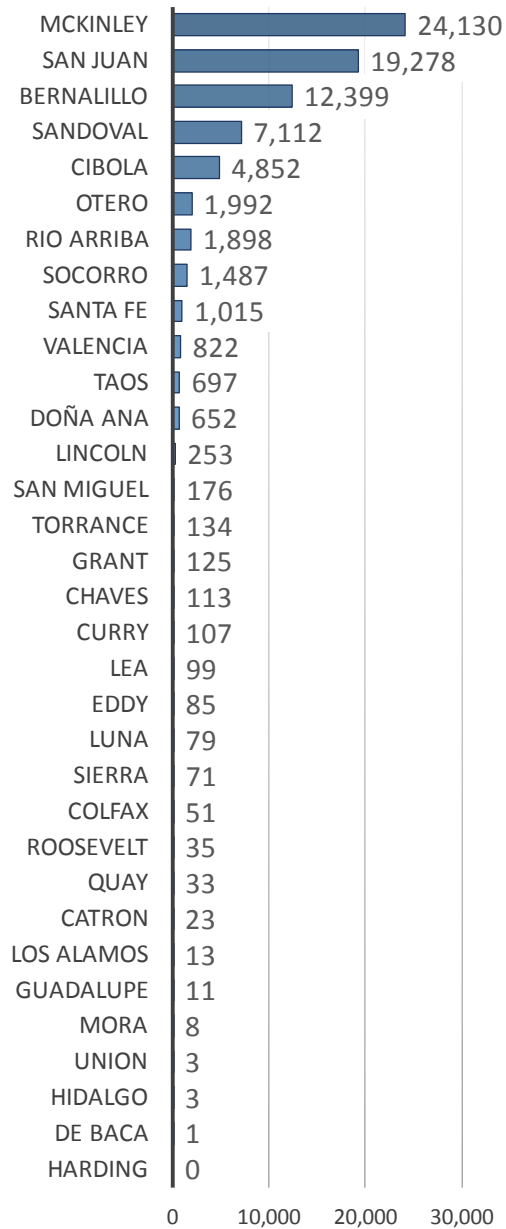 MCKINLEY 24,130
SAN JUAN 19,278
BERNALILLO 12,399
SANDOVAL 7,112
CIBOLA 4,852
OTERO 1,992
RIO ARRIBA 1,898
SOCORRO 1,487
SANTA FE 1,015
VALENCIA 822
TAOS 697
DOÑA ANA 652
LINCOLN 253
SAN MIGUEL 176
TORRANCE 134
GRANT 125
CHAVES 113
CURRY 107
LEA 99
EDDY 85
LUNA 79
SIERRA 71
COLFAX 51
ROOSEVELT 35
QUAY 33
CATRON 23
LOS ALAMOS 13
GUADALUPE 11
MORA 8
UNION 3
HIDALGO 3
DE BACA 1
HARDING 0
0 10,000 20,000 30,000